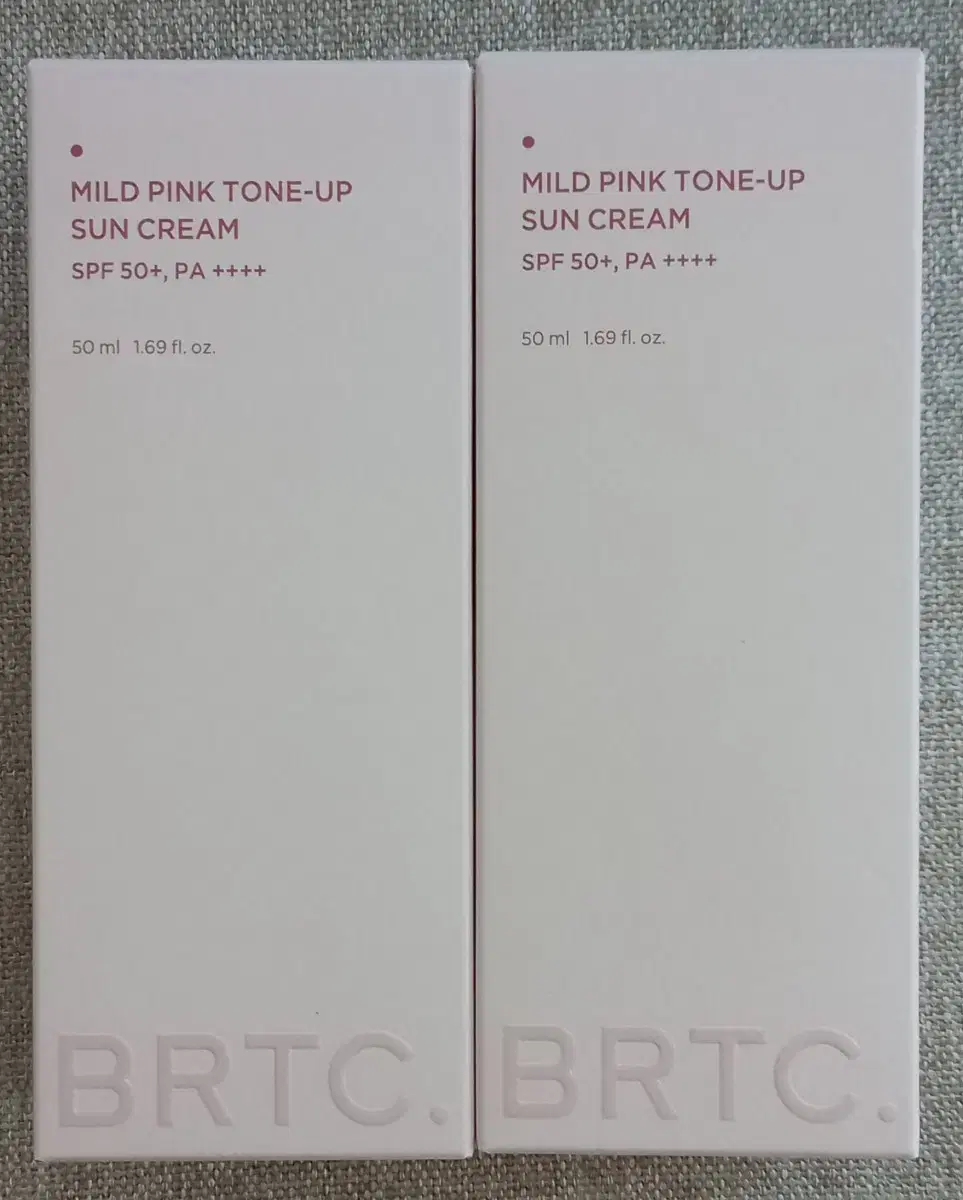 MILD PINK TONE-UP
SUN CREAM
SPF 50+, PA ++++
50 ml 1.69 fl. oz.
BRTC.
MILD PINK TONE-UP
SUN CREAM
SPF 50+, PA ++++
50 ml 1.69 fl. oz.
BRTC.